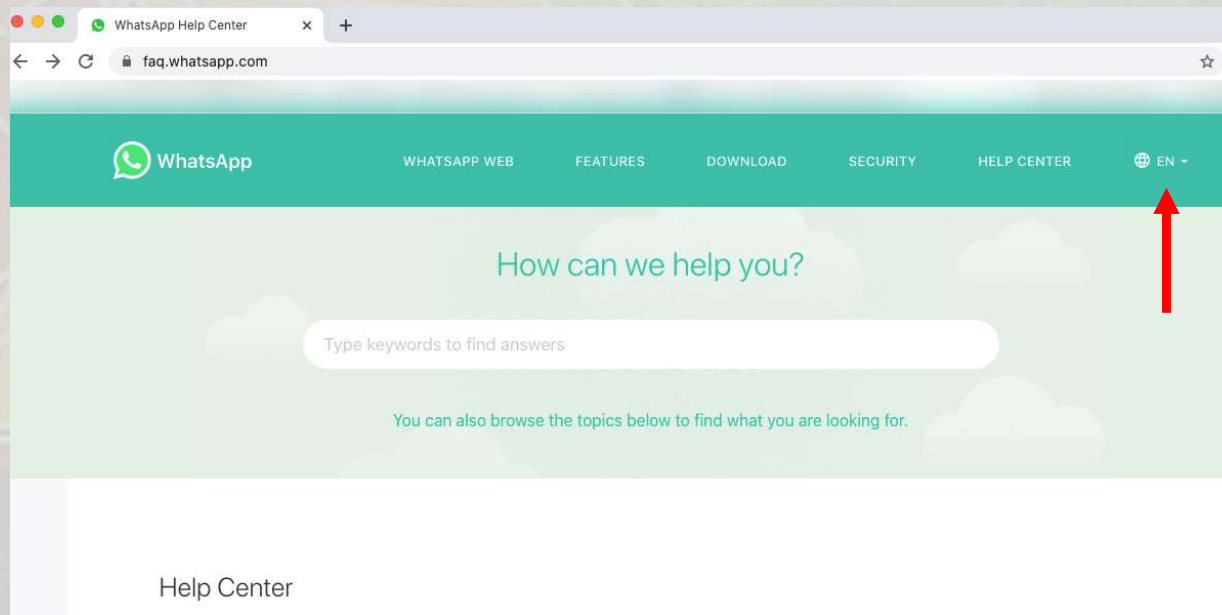 WhatsApp Help Center
faq.whatsapp.com
WhatsApp WHATSAPP WEB FEATURES DOWNLOAD SECURITY HELP CENTER EN
How can we help you?
Type keywords to find answers
You can also browse the topics below to find what you are looking for.
Help Center